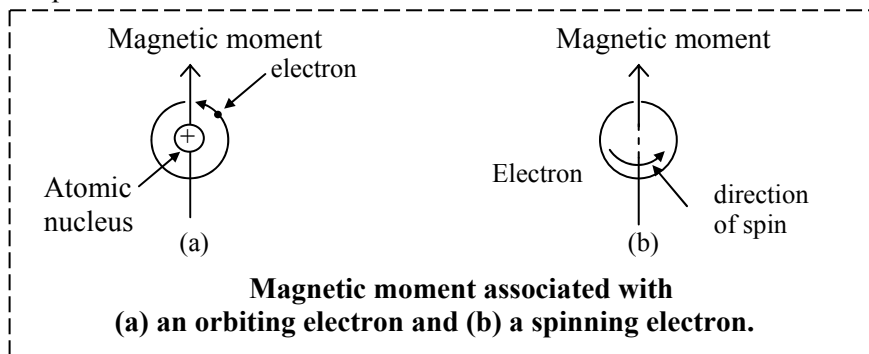 Magnetic moment
electron
+
Atomic
nucleus
(a)
Magnetic moment
Electron
direction
of spin
(b)
Magnetic moment associated with
(a) an orbiting electron and (b) a spinning electron.